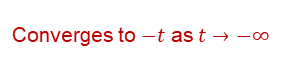 Converges to −𝑡 as 𝑡 → −∞